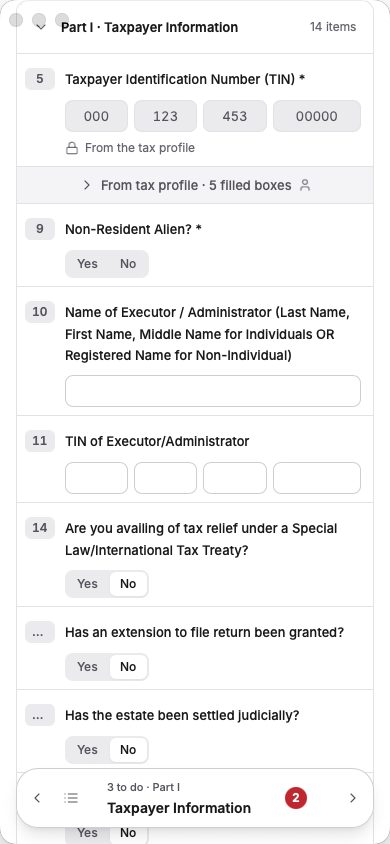 Part I · Taxpayer Information 14 items
5 Taxpayer Identification Number (TIN) *
000 123 453 00000
From the tax profile
From tax profile · 5 filled boxes
9 Non-Resident Alien? *
Yes No
10 Name of Executor / Administrator (Last Name,
First Name, Middle Name for Individuals OR
Registered Name for Non-Individual)
11 TIN of Executor/Administrator
14 Are you availing of tax relief under a Special
Law/International Tax Treaty?
Yes No
... Has an extension to file return been granted?
Yes No
... Has the estate been settled judicially?
Yes No
3 to do · Part I
Taxpayer Information 2
Yes No